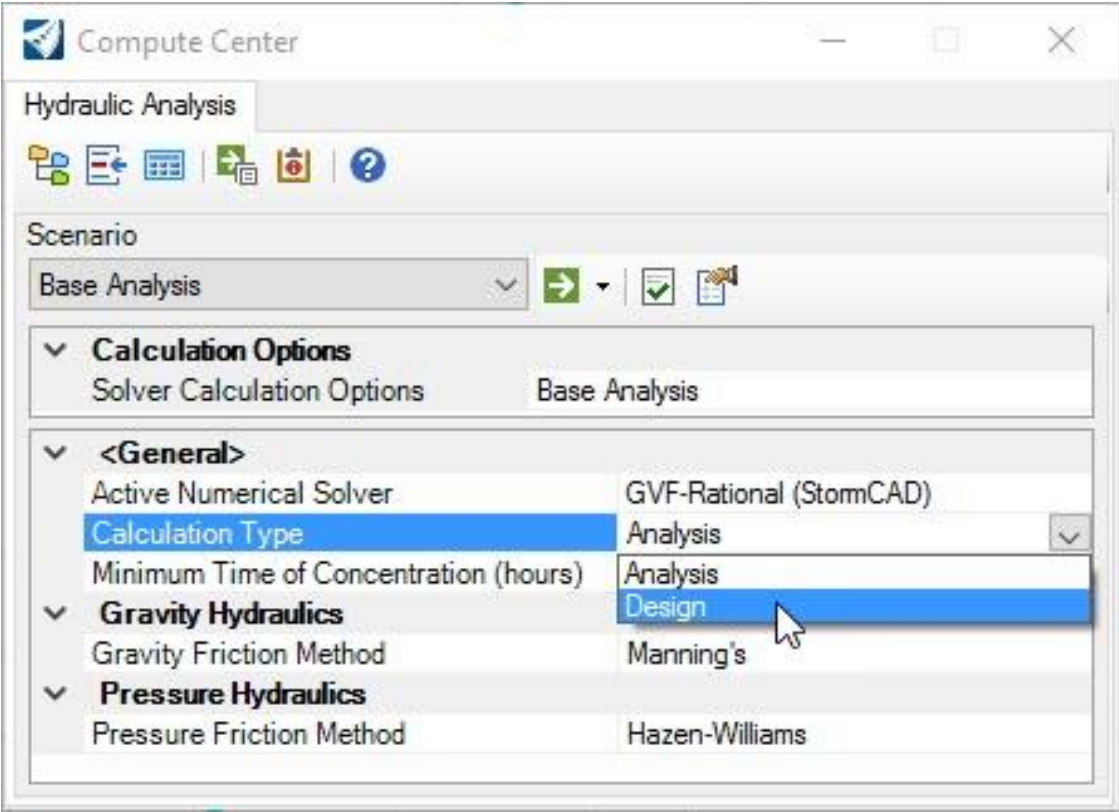 Compute Center
Hydraulic Analysis
Scenario
Base Analysis
Calculation Options
Solver Calculation Options Base Analysis
<General>
Active Numerical Solver GVF-Rational (StormCAD)
Calculation Type Analysis
Minimum Time of Concentration (hours) Analysis
Design
Gravity Hydraulics
Gravity Friction Method Manning's
Pressure Hydraulics
Pressure Friction Method Hazen-Williams